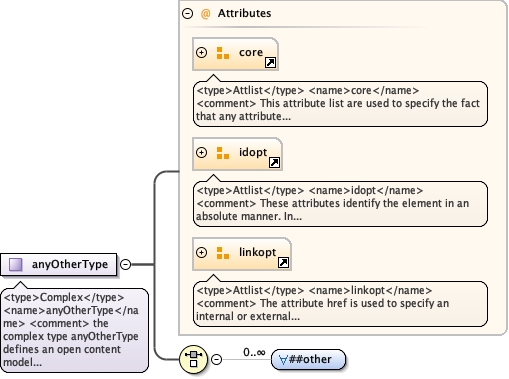 @ Attributes
core
<type>Attlist</type> <name>core</name>
<comment> This attribute list are used to specify the fact
that any attribute...
idopt
<type>Attlist</type> <name>idopt</name>
<comment> These attributes identify the element in an
absolute manner. In...
linkopt
<type>Attlist</type> <name>linkopt</name>
<comment> The attribute href is used to specify an
internal or external...
anyOtherType
<type>Complex</type>
<name>anyOtherType</na
me> <comment> the
complex type anyOtherType
defines an open content
model...
0..∞
∀##other